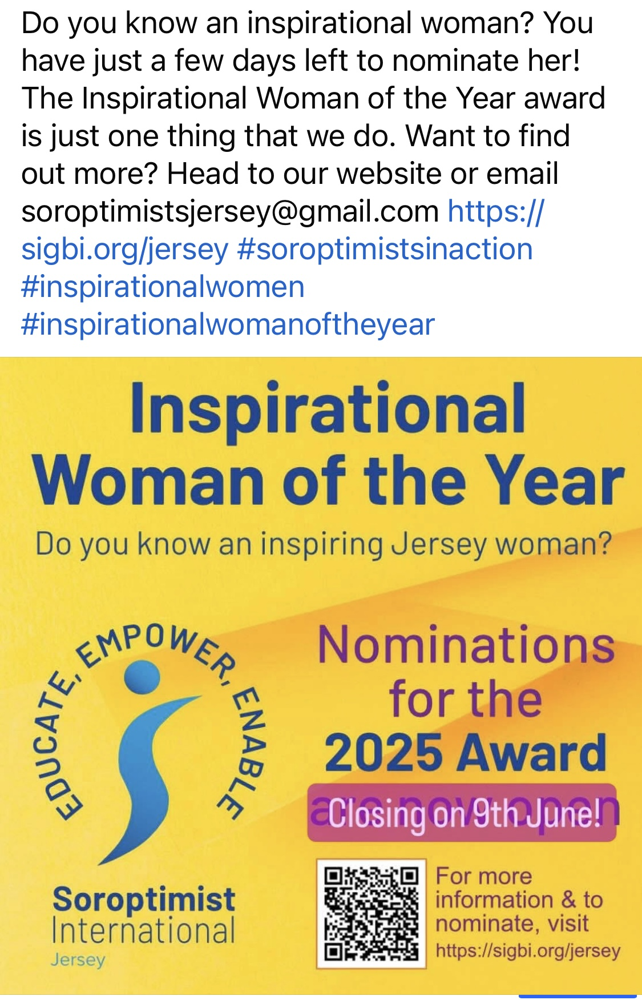 Do you know an inspirational woman? You
have just a few days left to nominate her!
The Inspirational Woman of the Year award
is just one thing that we do. Want to find
out more? Head to our website or email
soroptimistsjersey@gmail.com https://
sigbi.org/jersey #soroptimistsinaction
#inspirationalwomen
#inspirationalwomanoftheyear
Inspirational
Woman of the Year
Do you know an inspiring Jersey woman?
EDUCATE, EMPOWER, ENABLE
Soroptimist
International
Jersey
Nominations
for the
2025 Award
are now open
Closing on 9th June!
For more
information & to
nominate, visit
https://sigbi.org/jersey